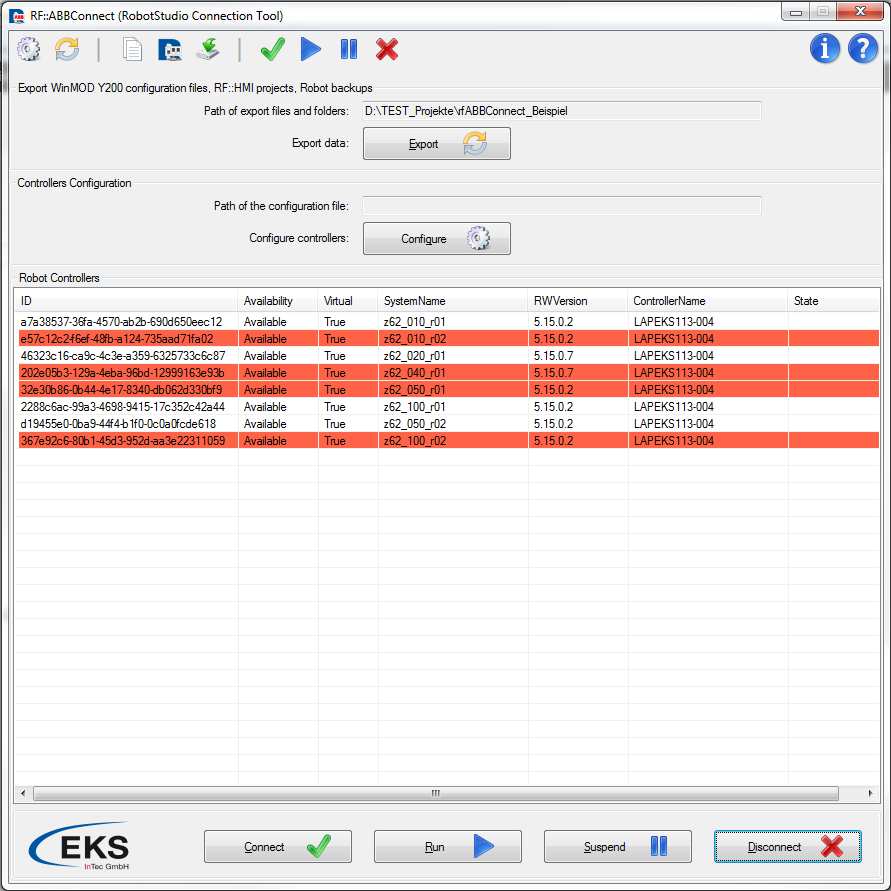 RF::ABBConnect (RobotStudio Connection Tool)
Export WinMOD Y200 configuration files, RF::HMI projects, Robot backups
Path of export files and folders: D:\TEST_Projekte\rfABBConnect_Beispiel
Export data: Export
Controllers Configuration
Path of the configuration file:
Configure controllers: Configure
Robot Controllers
ID Availability Virtual SystemName RWVersion ControllerName State
a7a38537-36fa-4570-ab2b-690d650eec12 Available True z62_010_r01 5.15.0.2 LAPEKS113-004
e57c12c2-f6ef-48fb-a124-735aad71fa02 Available True z62_010_r02 5.15.0.2 LAPEKS113-004
46323c16-ca9c-4c3e-a359-6325733c6c87 Available True z62_020_r01 5.15.0.7 LAPEKS113-004
202e05b3-129a-4eba-96bd-12999163e93b Available True z62_040_r01 5.15.0.7 LAPEKS113-004
32e30b86-0b44-4e17-8340-db062d330bf9 Available True z62_050_r01 5.15.0.2 LAPEKS113-004
2288c6ac-99a3-4698-9415-17c352c42a44 Available True z62_100_r01 5.15.0.2 LAPEKS113-004
d19455e0-0ba9-44f4-b1f0-0c0a0fcde618 Available True z62_050_r02 5.15.0.2 LAPEKS113-004
367e92c6-80b1-45d3-952d-aa3e22311059 Available True z62_100_r02 5.15.0.2 LAPEKS113-004
EKS
InTec GmbH
Connect Run Suspend Disconnect